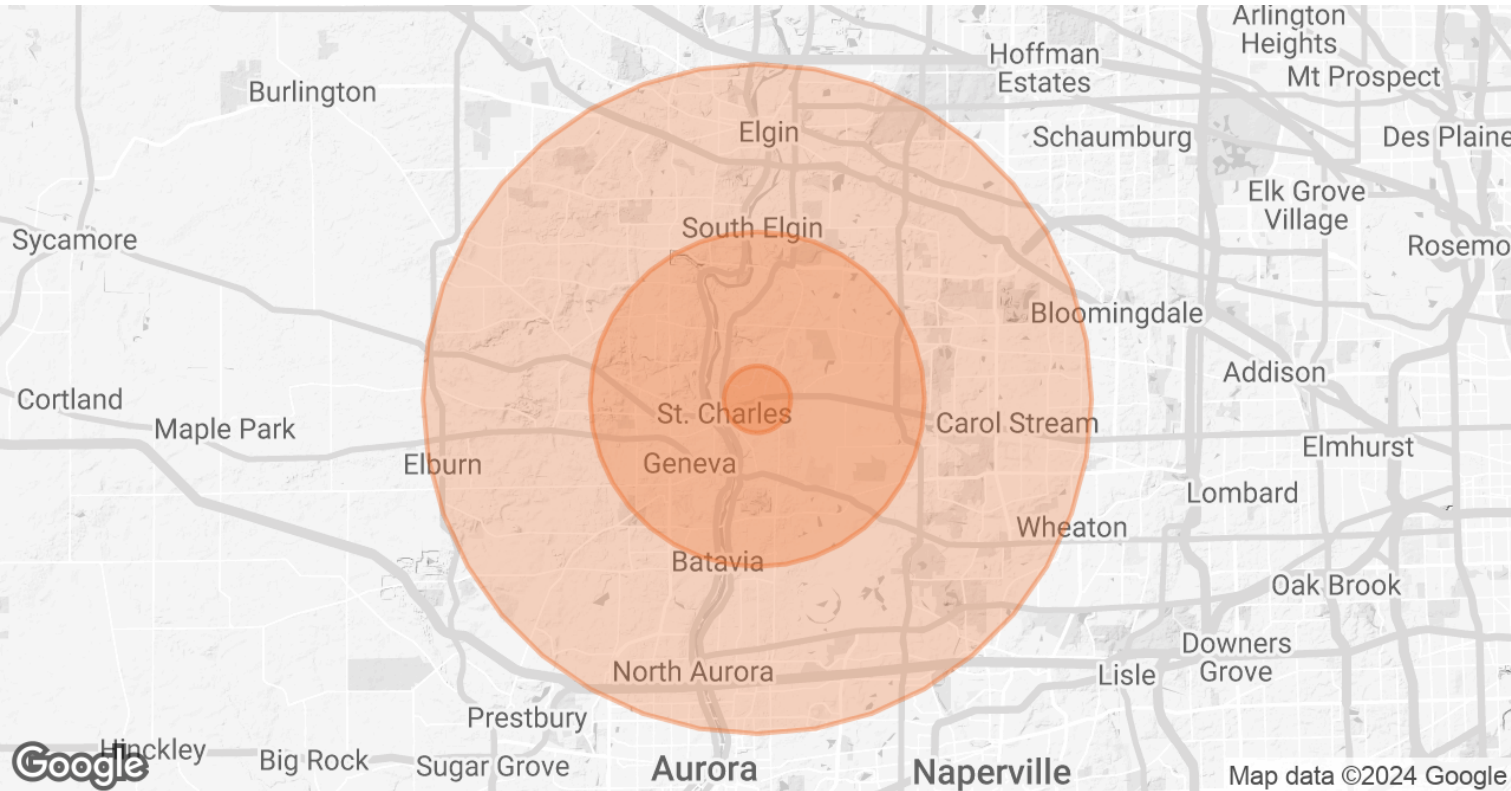 Arlington
Heights
Hoffman
Estates
Mt Prospect
Burlington
Elgin
Schaumburg
Des Plaine
Elk Grove
Village
South Elgin
Sycamore
Rosemo
Bloomingdale
Addison
Cortland
St. Charles
Maple Park
Carol Stream
Elmhurst
Geneva
Elburn
Lombard
Wheaton
Batavia
Oak Brook
Downers
Grove
North Aurora
Lisle
Prestbury
Hinckley
Big Rock
Sugar Grove
Aurora
Naperville
Google
Map data ©2024 Google